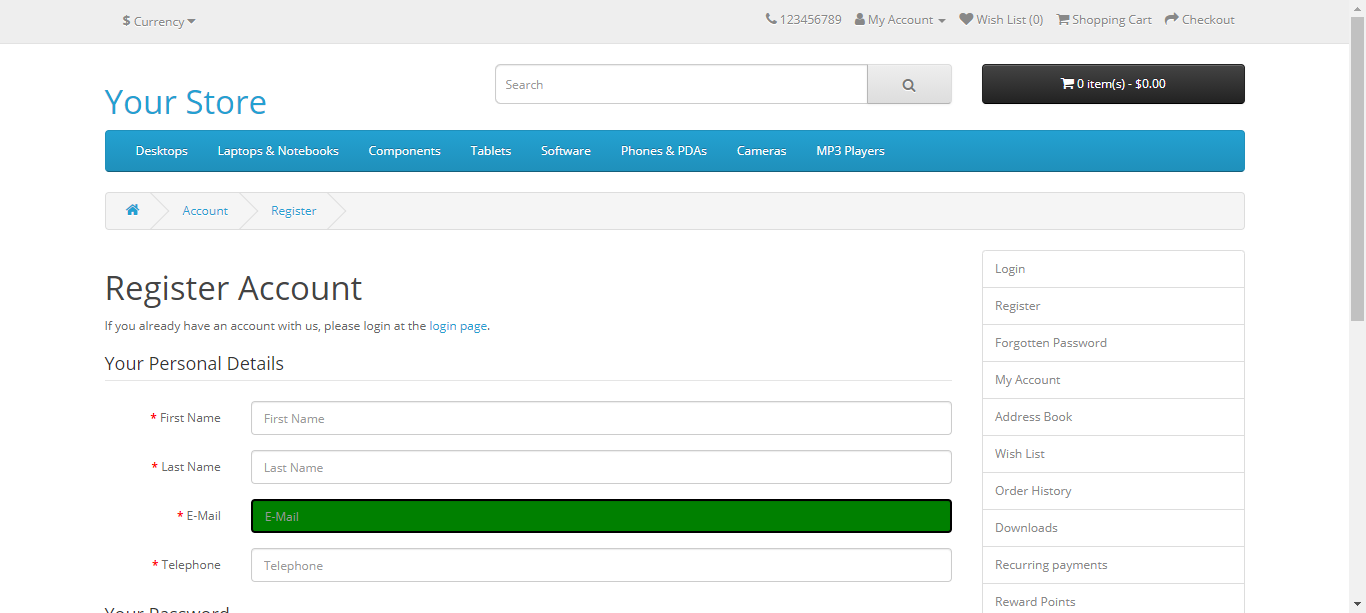 $ Currency
123456789 My Account Wish List (0) Shopping Cart Checkout
Your Store
Search
0 item(s) - $0.00
Desktops Laptops & Notebooks Components Tablets Software Phones & PDAs Cameras MP3 Players
Account Register
Register Account
If you already have an account with us, please login at the login page.
Your Personal Details
* First Name First Name
* Last Name Last Name
* E-Mail E-Mail
* Telephone Telephone
Your Password
Login
Register
Forgotten Password
My Account
Address Book
Wish List
Order History
Downloads
Recurring payments
Reward Points